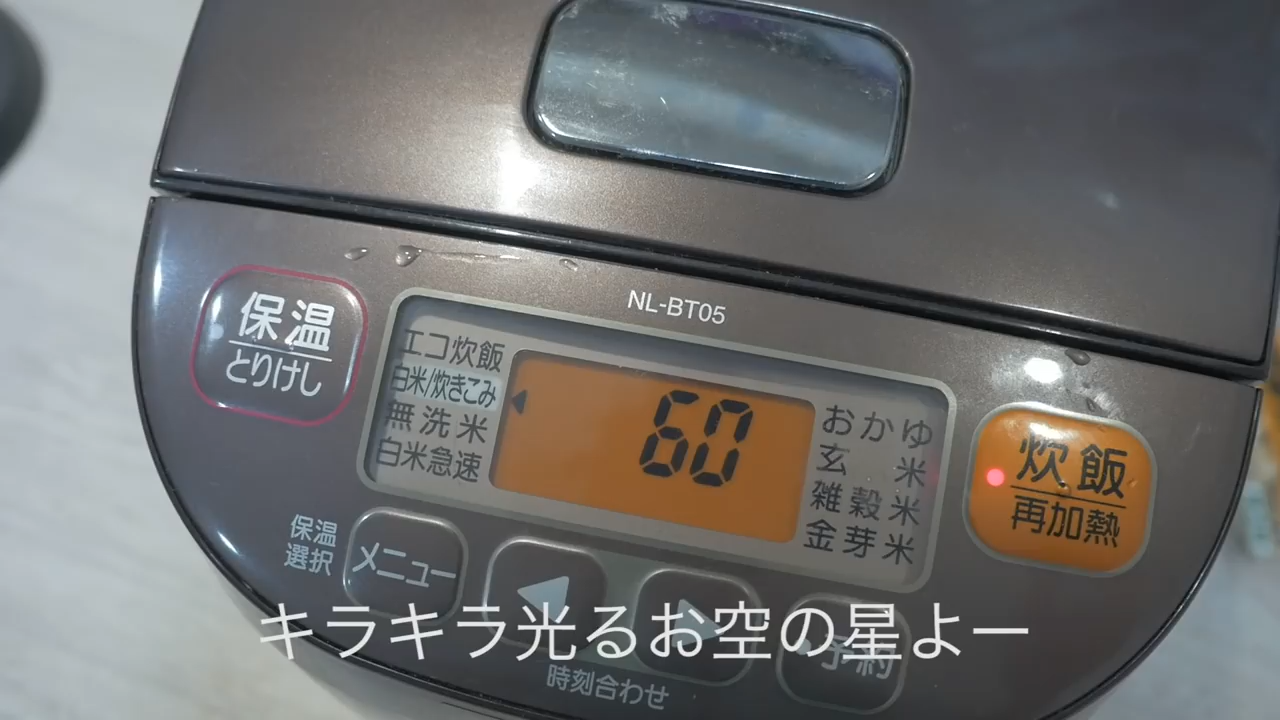 NL-BT05
保温
とりけし
エコ炊飯
白米/炊きこみ
無洗米
白米急速
60
おかゆ
玄米
雑穀米
金芽米
炊飯
再加熱
保温
選択
メニュー
予約
時刻合わせ
キラキラ光るお空の星よー